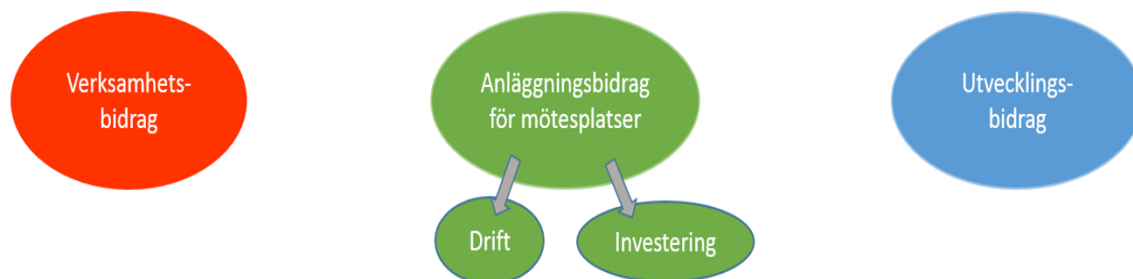 Verksamhets-
bidrag
Anläggningsbidrag
för mötesplatser
Utvecklings-
bidrag
Drift
Investering